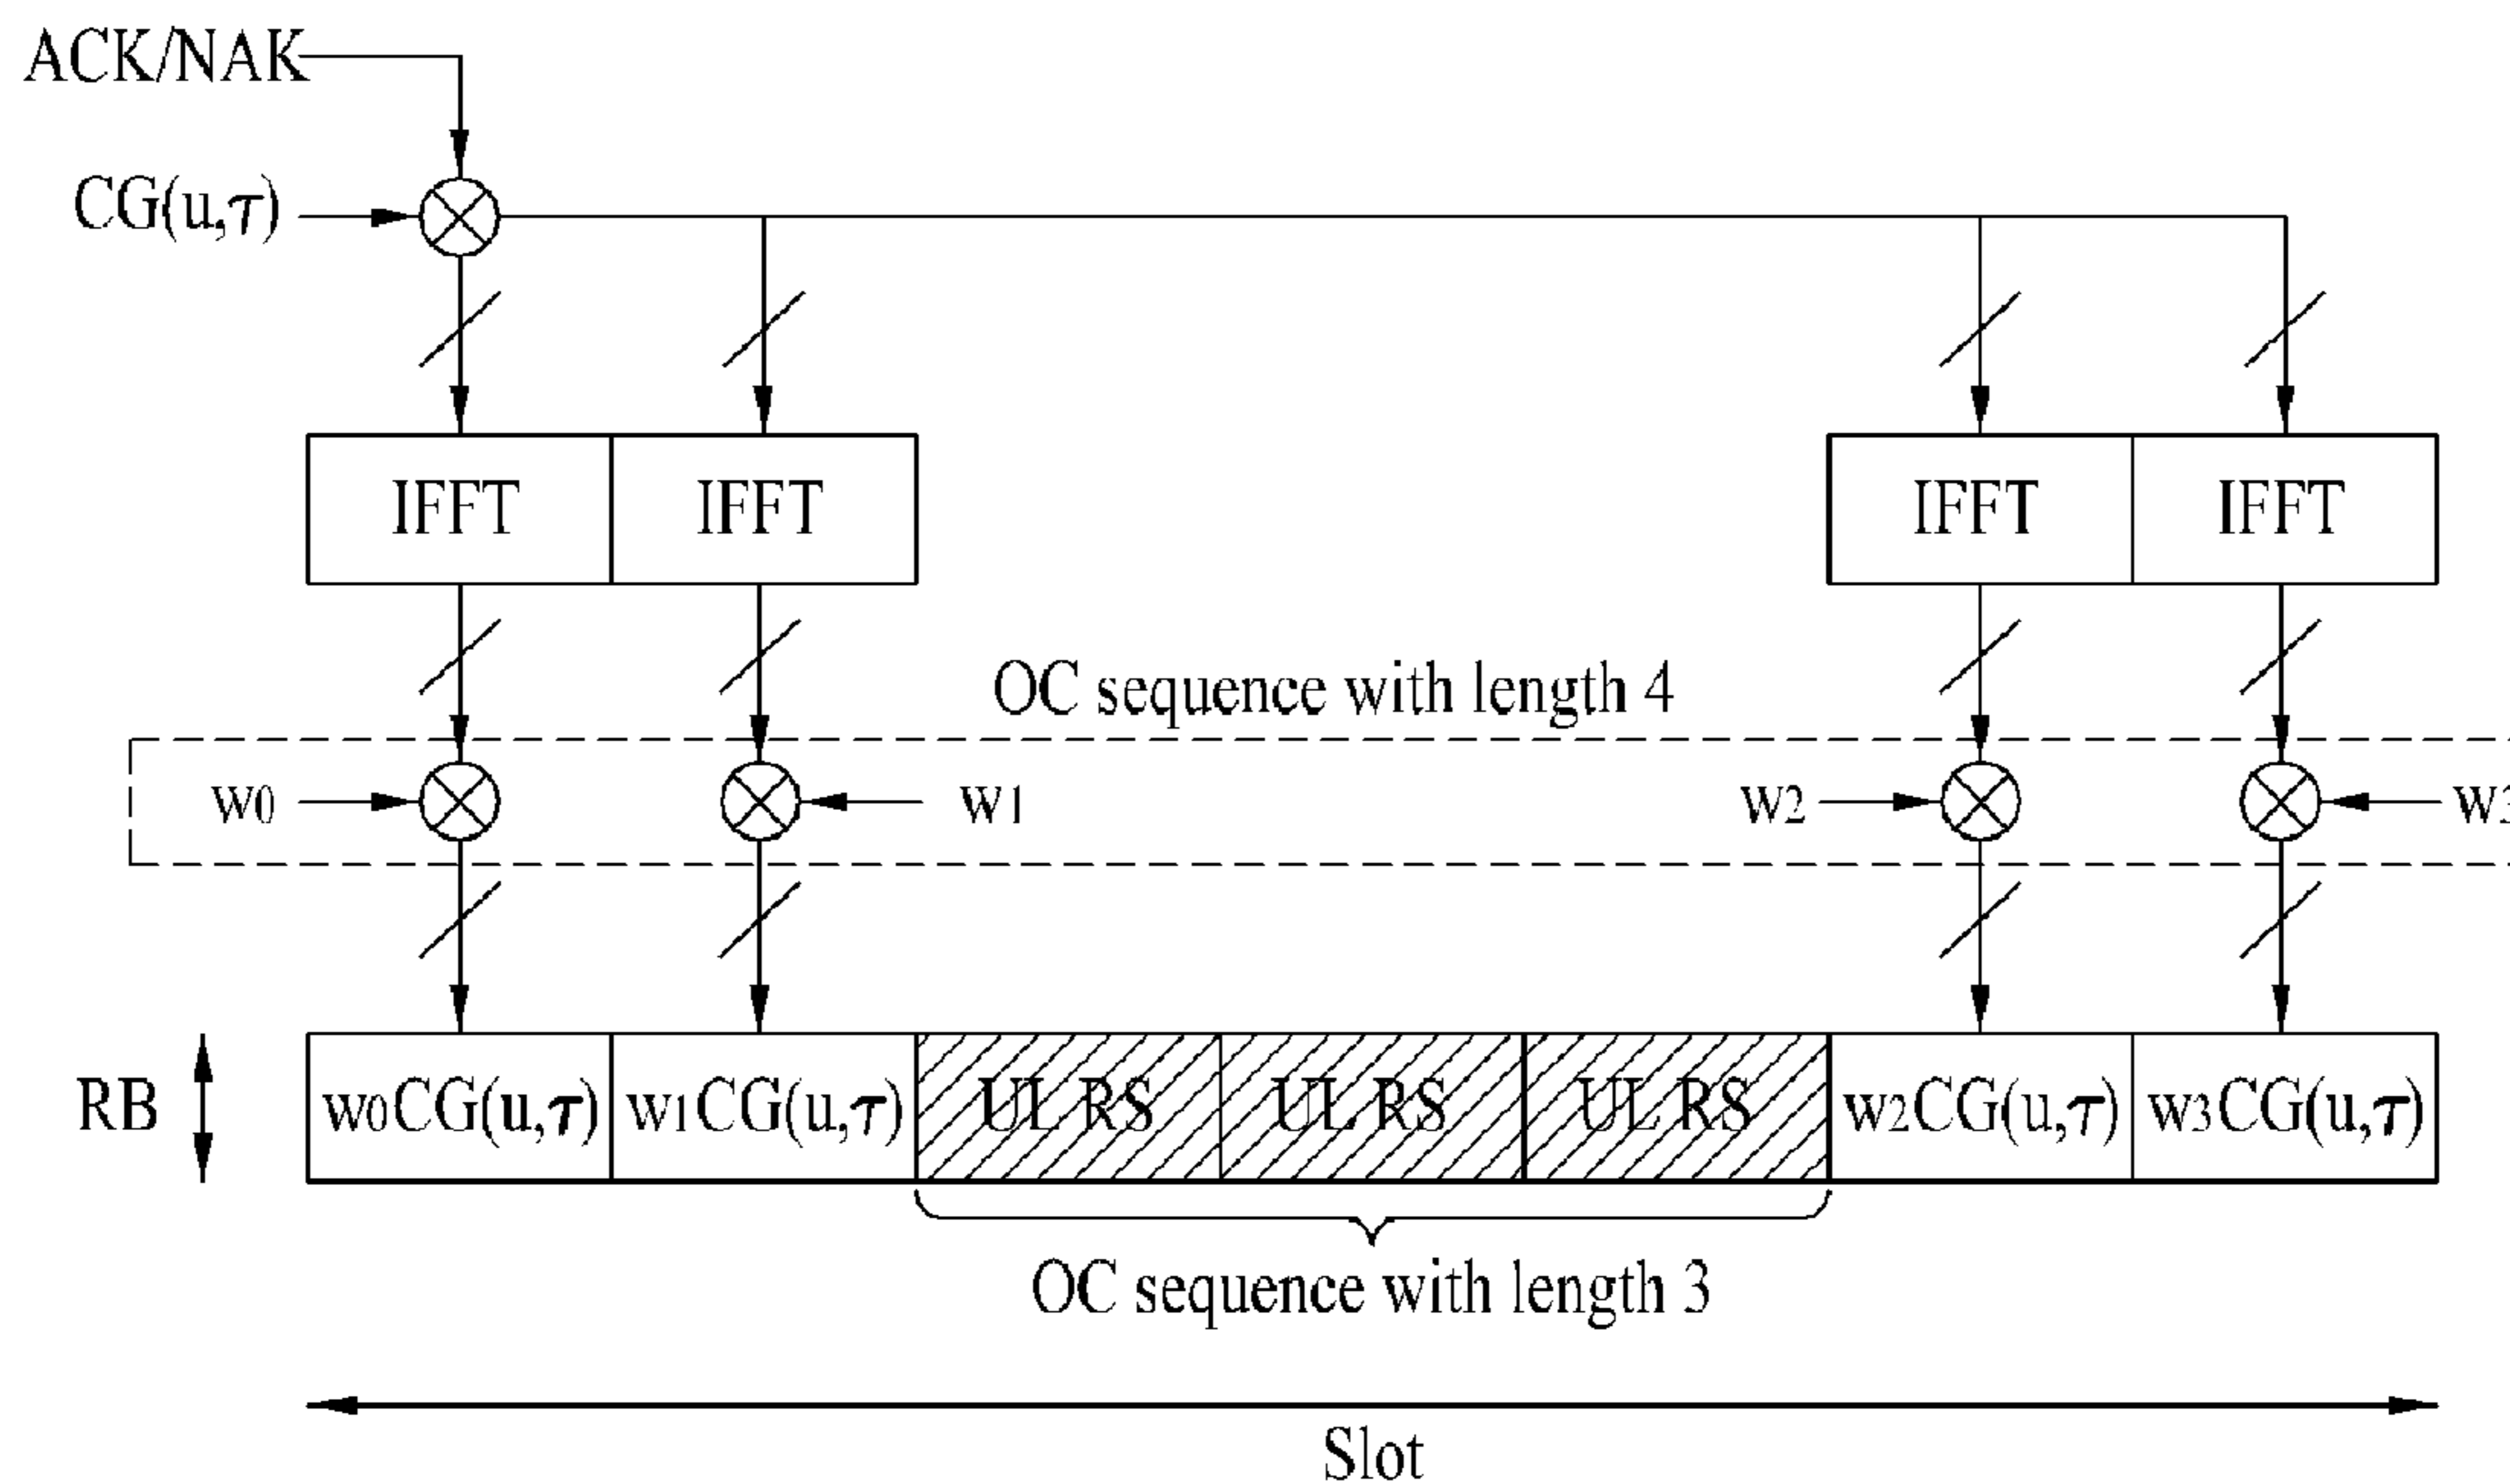 ACK/NAK
CG(u,τ)
IFFT IFFT IFFT IFFT
OC sequence with length 4
w0 w1 w2
RB w0CG(u,τ) w1CG(u,τ) UL RS UL RS UL RS w2CG(u,τ) w3CG(u,τ)
OC sequence with length 3
Slot